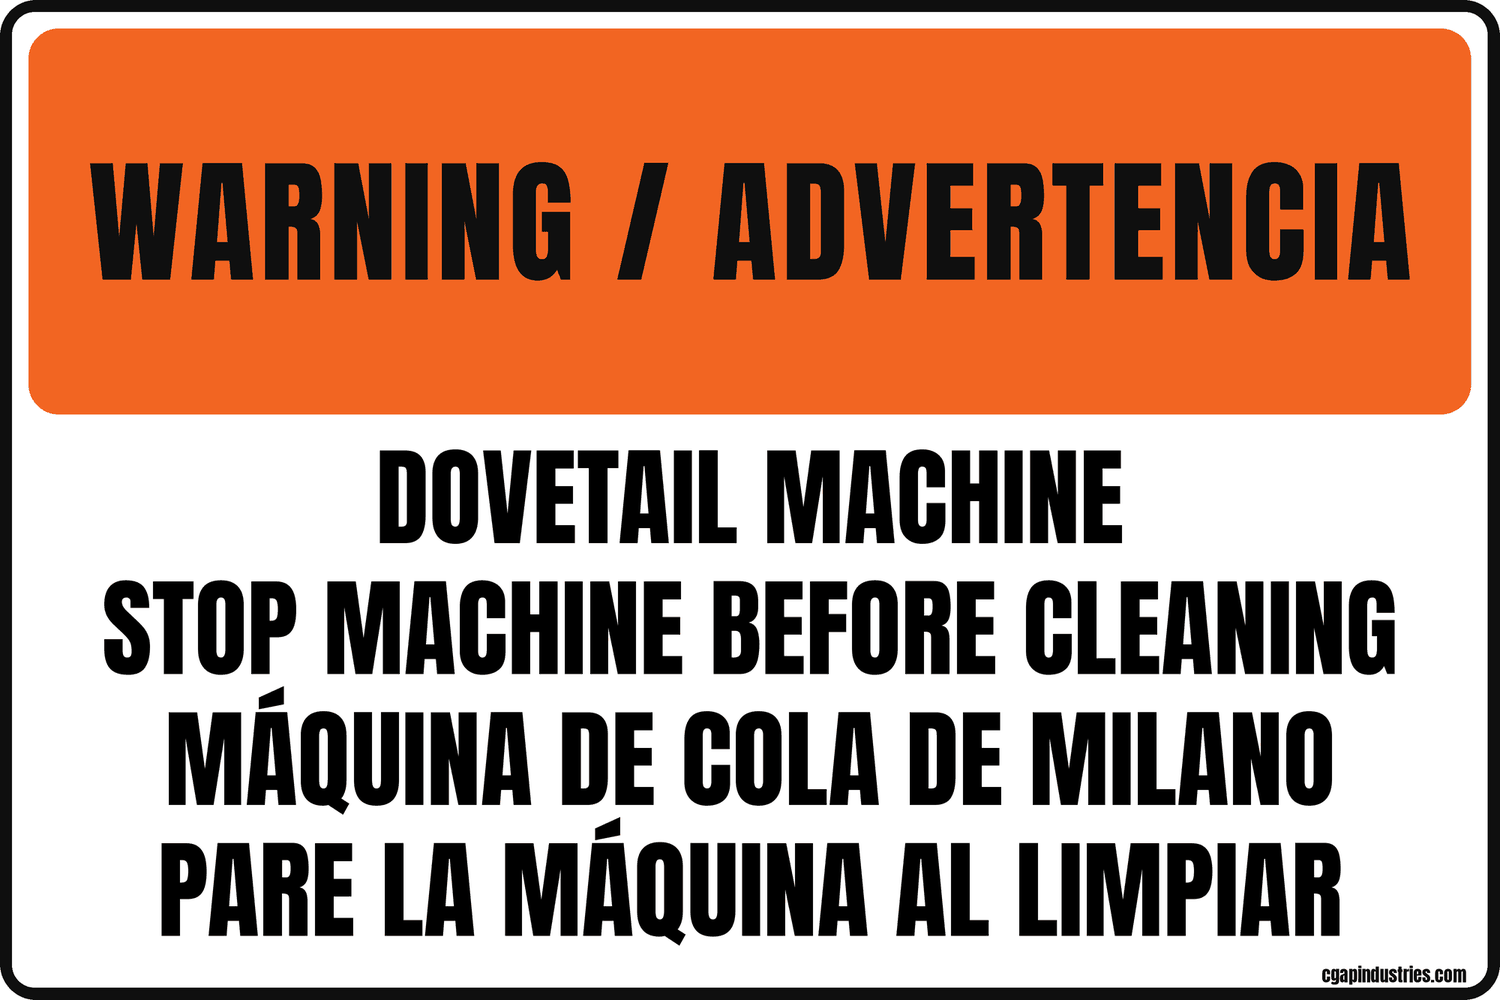 WARNING / ADVERTENCIA
DOVETAIL MACHINE
STOP MACHINE BEFORE CLEANING
MÁQUINA DE COLA DE MILANO
PARE LA MÁQUINA AL LIMPIAR
cgapindustries.com